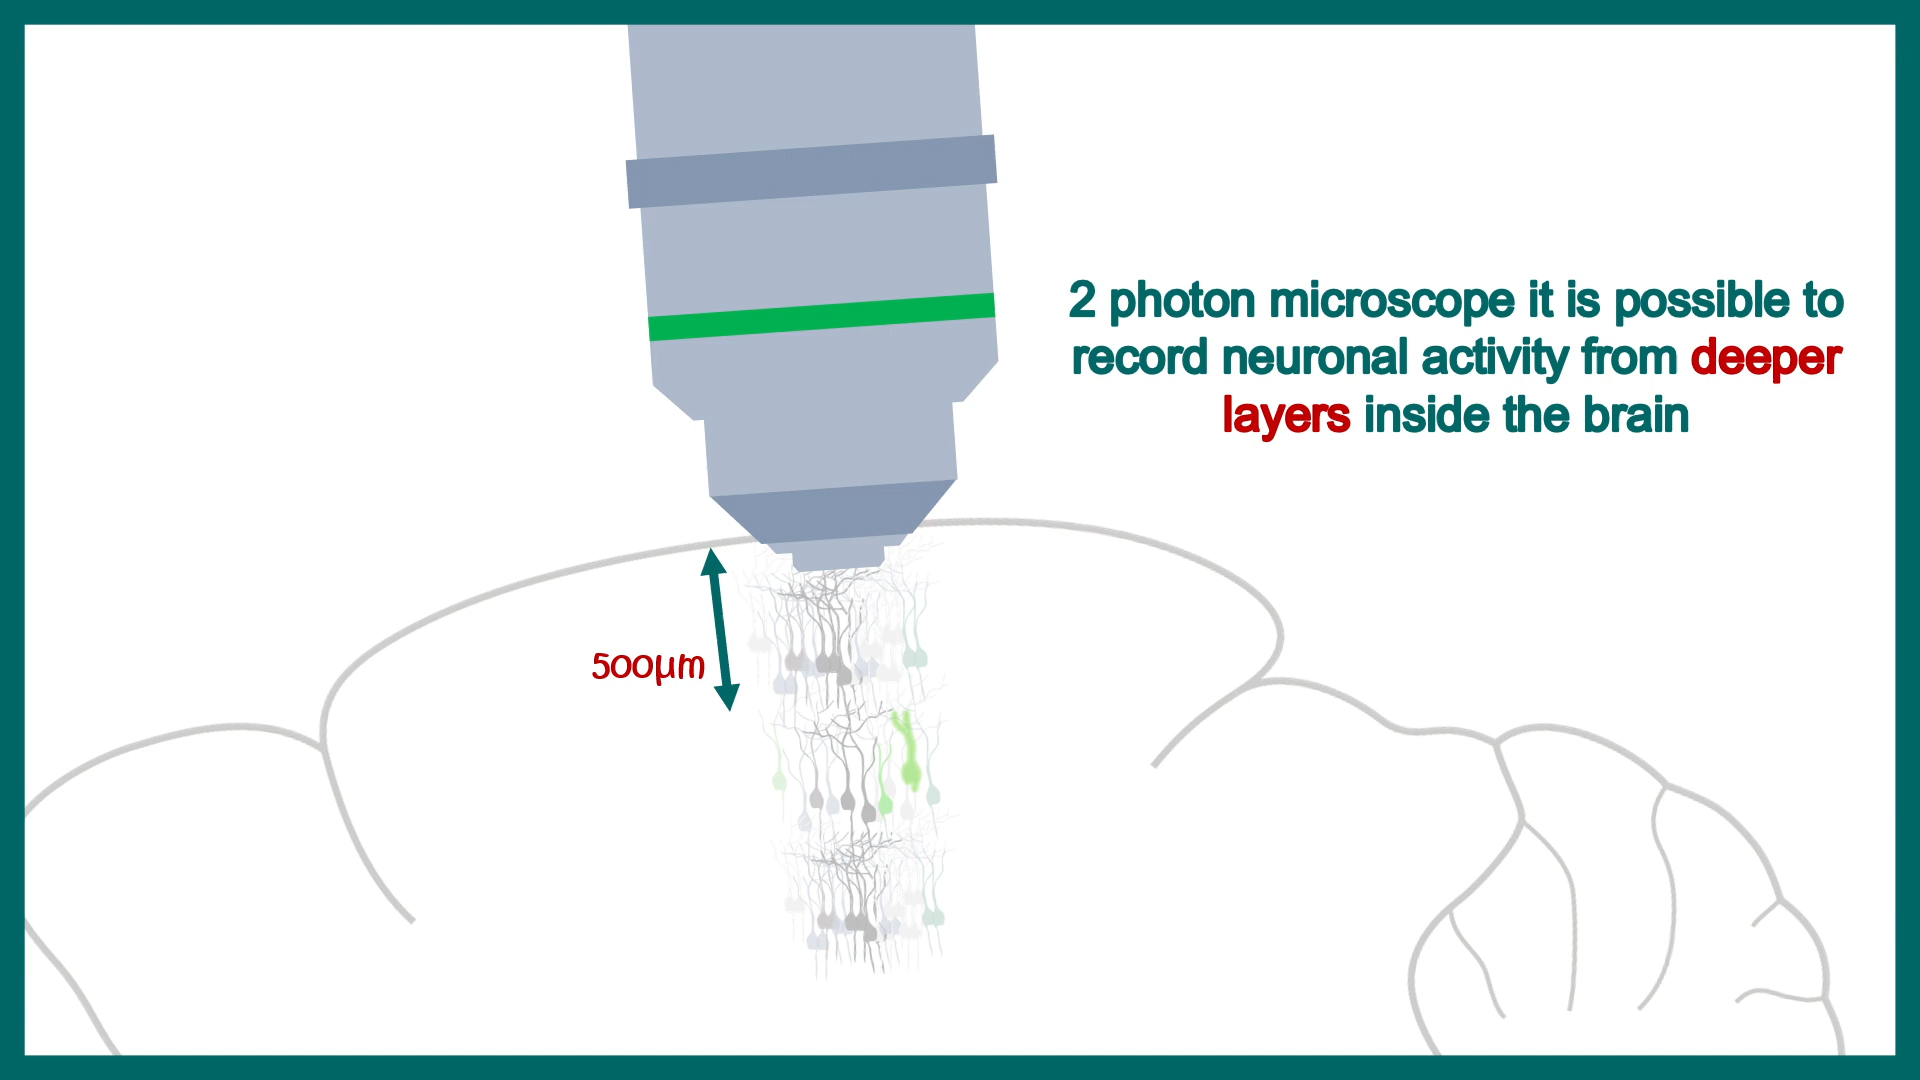 2 photon microscope it is possible to
record neuronal activity from deeper
layers inside the brain
500μm